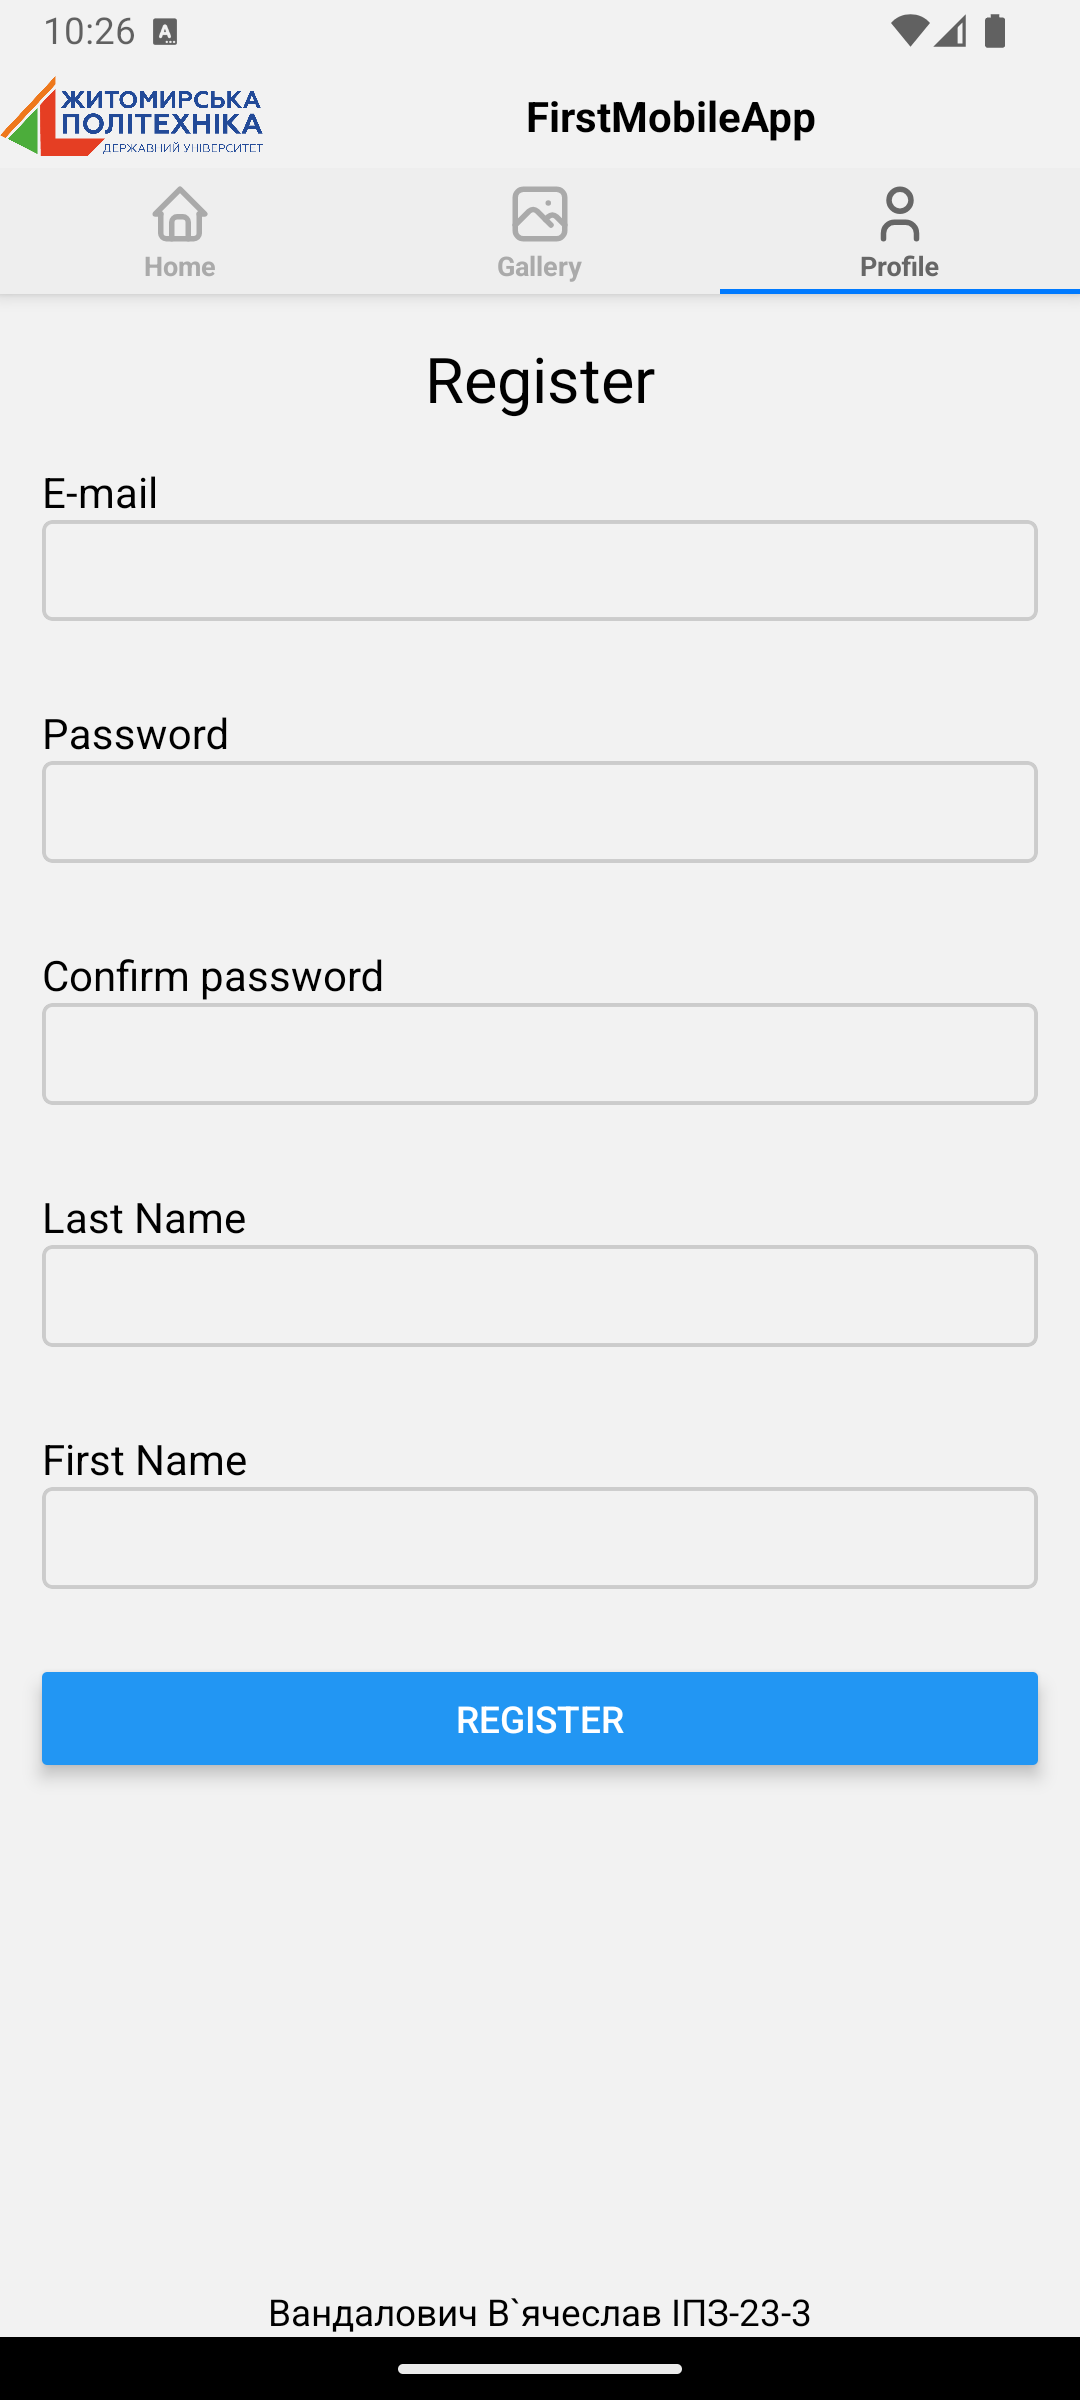 10:26
ЖИТОМИРСЬКА
ПОЛІТЕХНІКА
ДЕРЖАВНИЙ УНІВЕРСИТЕТ
FirstMobileApp
Home
Gallery
Profile
Register
E-mail
Password
Confirm password
Last Name
First Name
REGISTER
Вандалович В`ячеслав ІПЗ-23-3